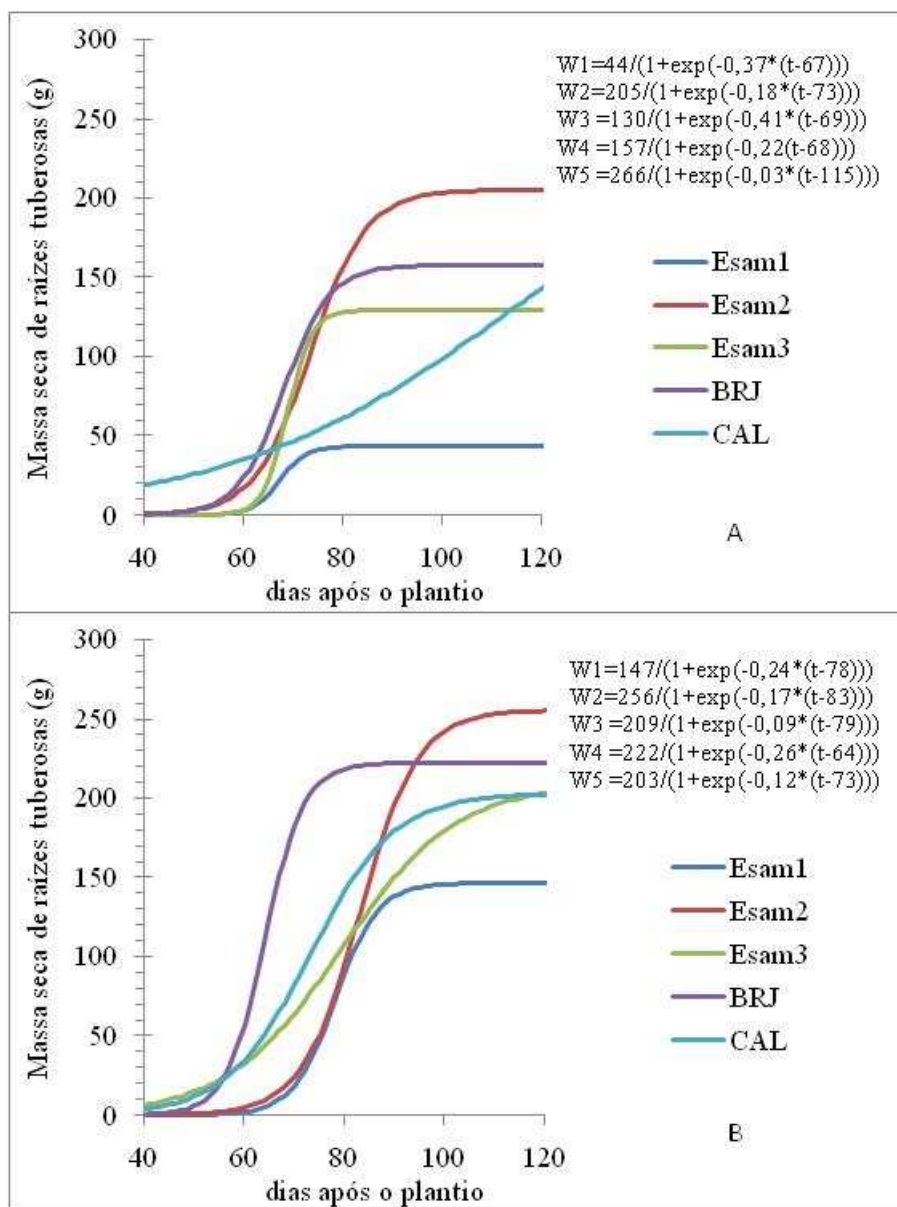 300
250
200
150
100
50
0
Massa seca de raízes tuberosas (g)
W1=44/(1+exp(-0,37*(t-67)))
W2=205/(1+exp(-0,18*(t-73)))
W3 =130/(1+exp(-0,41*(t-69)))
W4 =157/(1+exp(-0,22(t-68)))
W5 =266/(1+exp(-0,03*(t-115)))
Esam1
Esam2
Esam3
BRJ
CAL
A
40 60 80 100 120
dias após o plantio
300
250
200
150
100
50
0
Massa seca de raízes tuberosas (g)
W1=147/(1+exp(-0,24*(t-78)))
W2=256/(1+exp(-0,17*(t-83)))
W3 =209/(1+exp(-0,09*(t-79)))
W4 =222/(1+exp(-0,26*(t-64)))
W5 =203/(1+exp(-0,12*(t-73)))
Esam1
Esam2
Esam3
BRJ
CAL
B
40 60 80 100 120
dias após o plantio